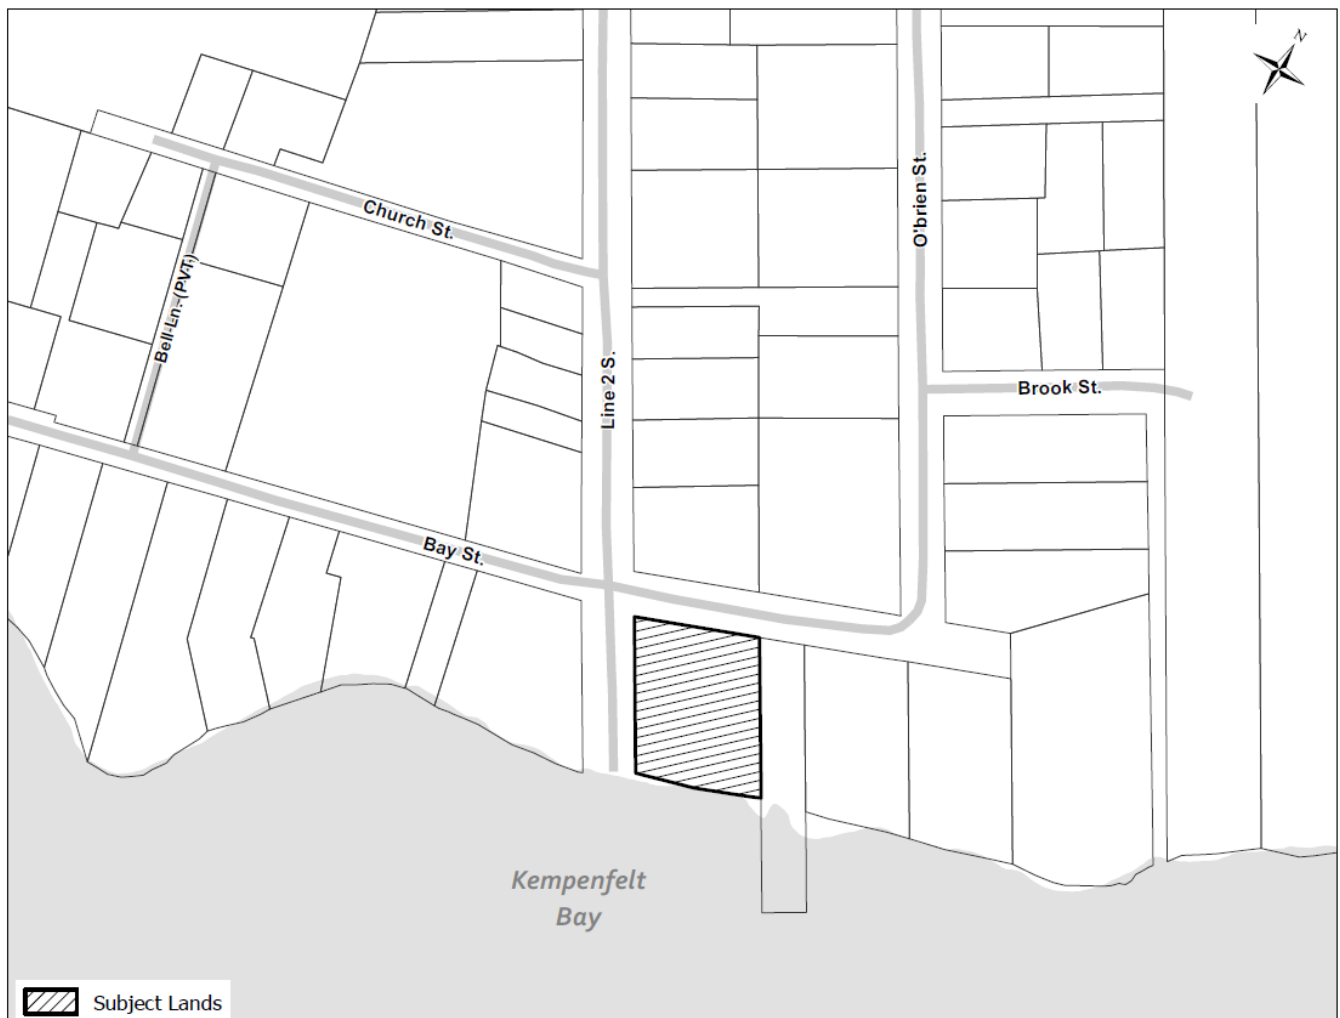 N
Church St.
O'brien St.
Bell Ln. (PVT)
Line 2 S.
Brook St.
Bay St.
Kempenfelt
Bay
Subject Lands